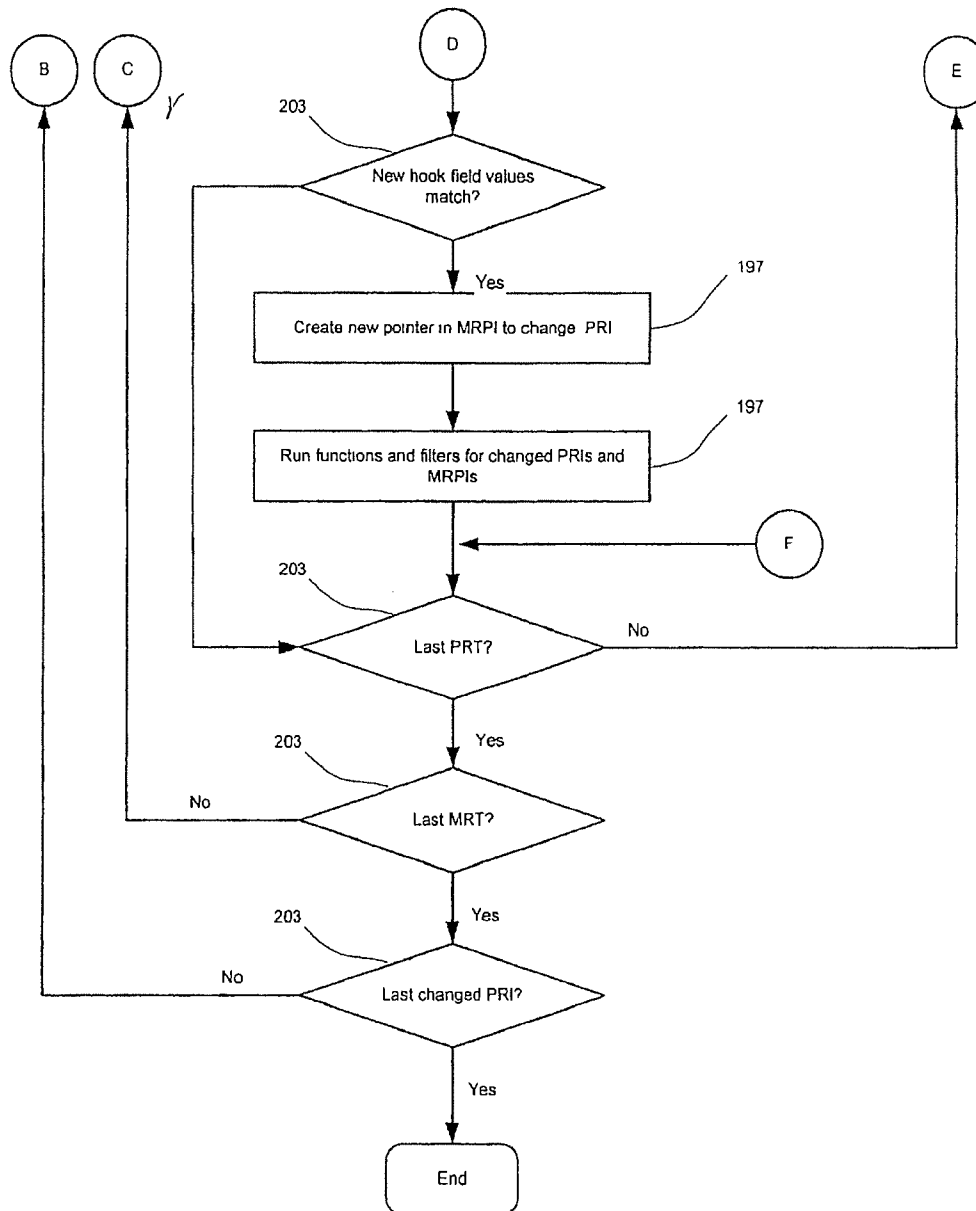 D
B
C
E
203
New hook field values
match?
Yes
197
Create new pointer in MRPI to change PRI
197
Run functions and filters for changed PRIs and
MRPIs
F
203
Last PRT?
No
Yes
203
No
Last MRT?
Yes
203
No
Last changed PRI?
Yes
End